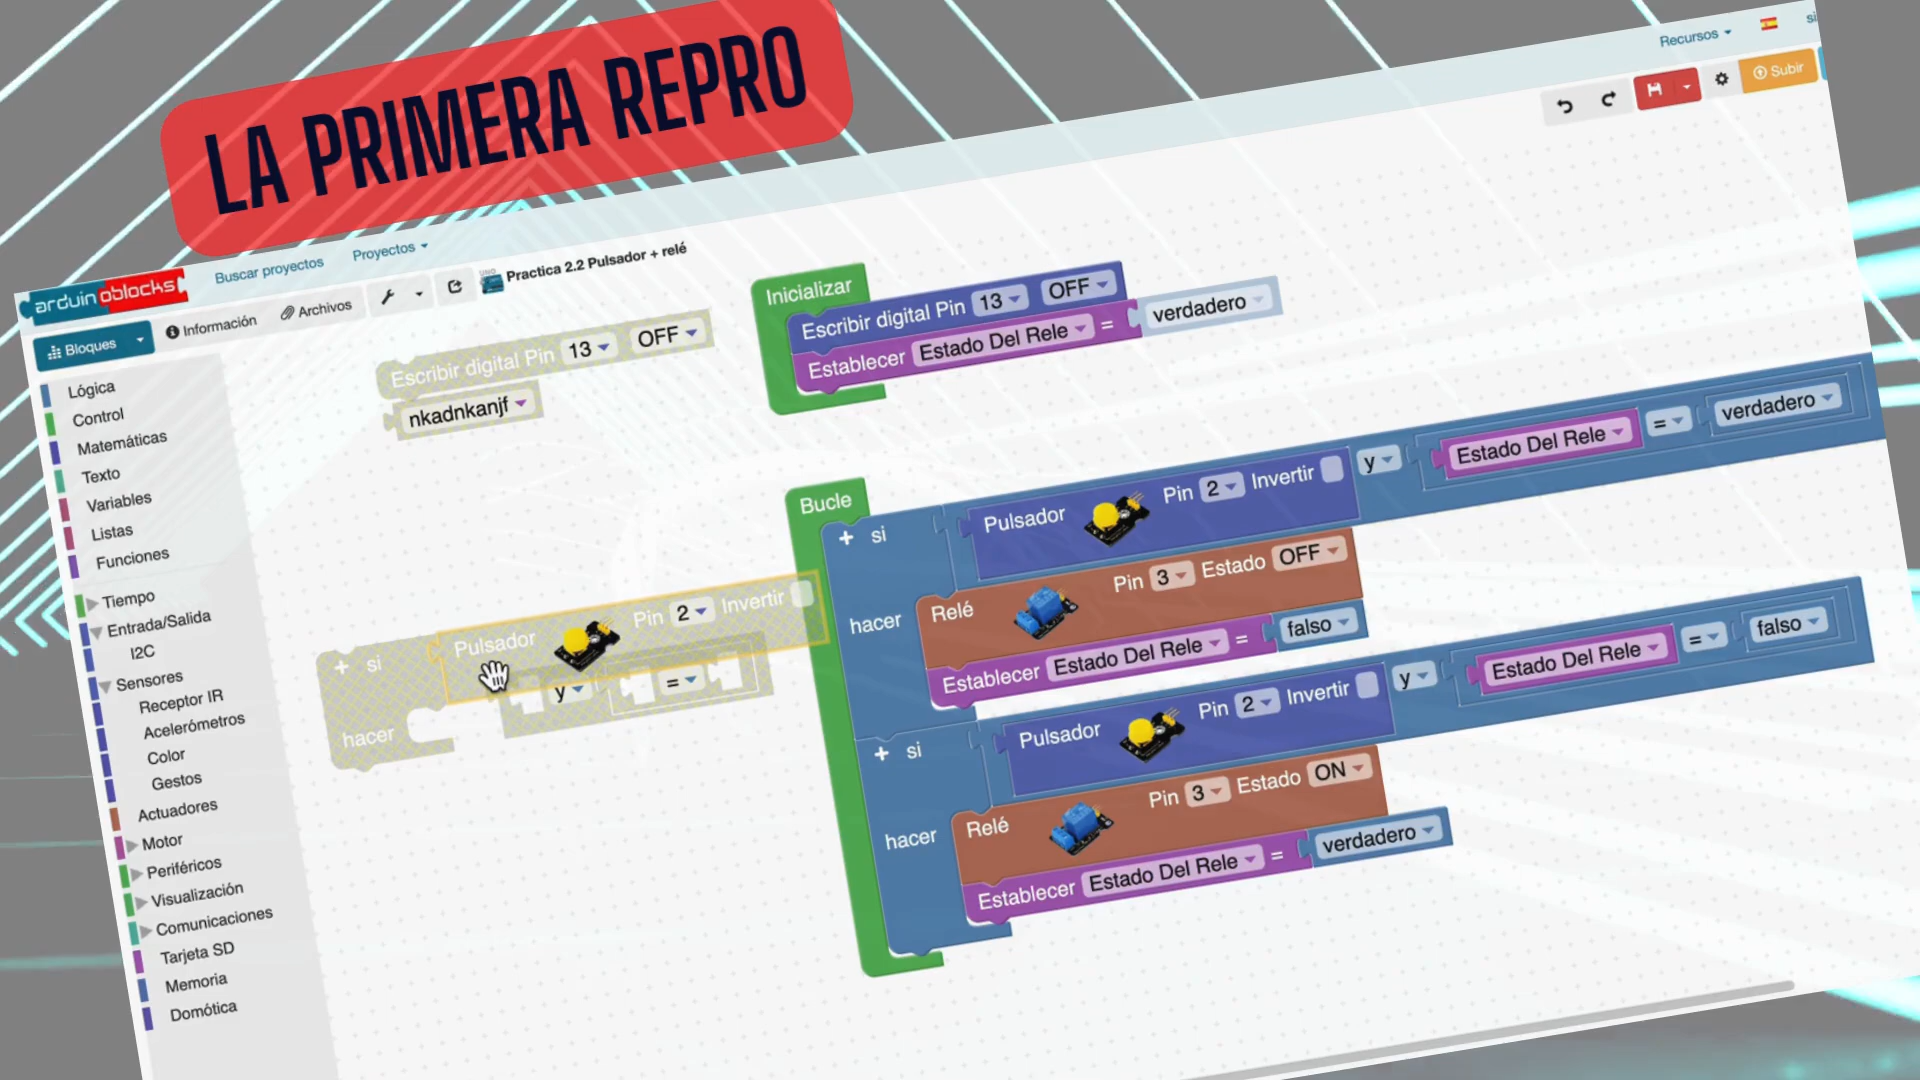 LA PRIMERA REPRO
Recursos
Subir
arduinoblocks
Buscar proyectos
Proyectos
Bloques
Información
Archivos
UNO
Practica 2.2 Pulsador + relé
Lógica
Control
Matemáticas
Texto
Variables
Listas
Funciones
Tiempo
Entrada/Salida
I2C
Sensores
Receptor IR
Acelerómetros
Color
Gestos
Actuadores
Motor
Periféricos
Visualización
Comunicaciones
Tarjeta SD
Memoria
Domótica
Escribir digital Pin 13 OFF
nkadnkanjf
+ si Pulsador Pin 2 Invertir
y =
hacer
Inicializar
Escribir digital Pin 13 OFF
Establecer Estado Del Rele = verdadero
Bucle
+ si Pulsador Pin 2 Invertir y Estado Del Rele = verdadero
hacer Relé Pin 3 Estado OFF
Establecer Estado Del Rele = falso
+ si Pulsador Pin 2 Invertir y Estado Del Rele = falso
hacer Relé Pin 3 Estado ON
Establecer Estado Del Rele = verdadero